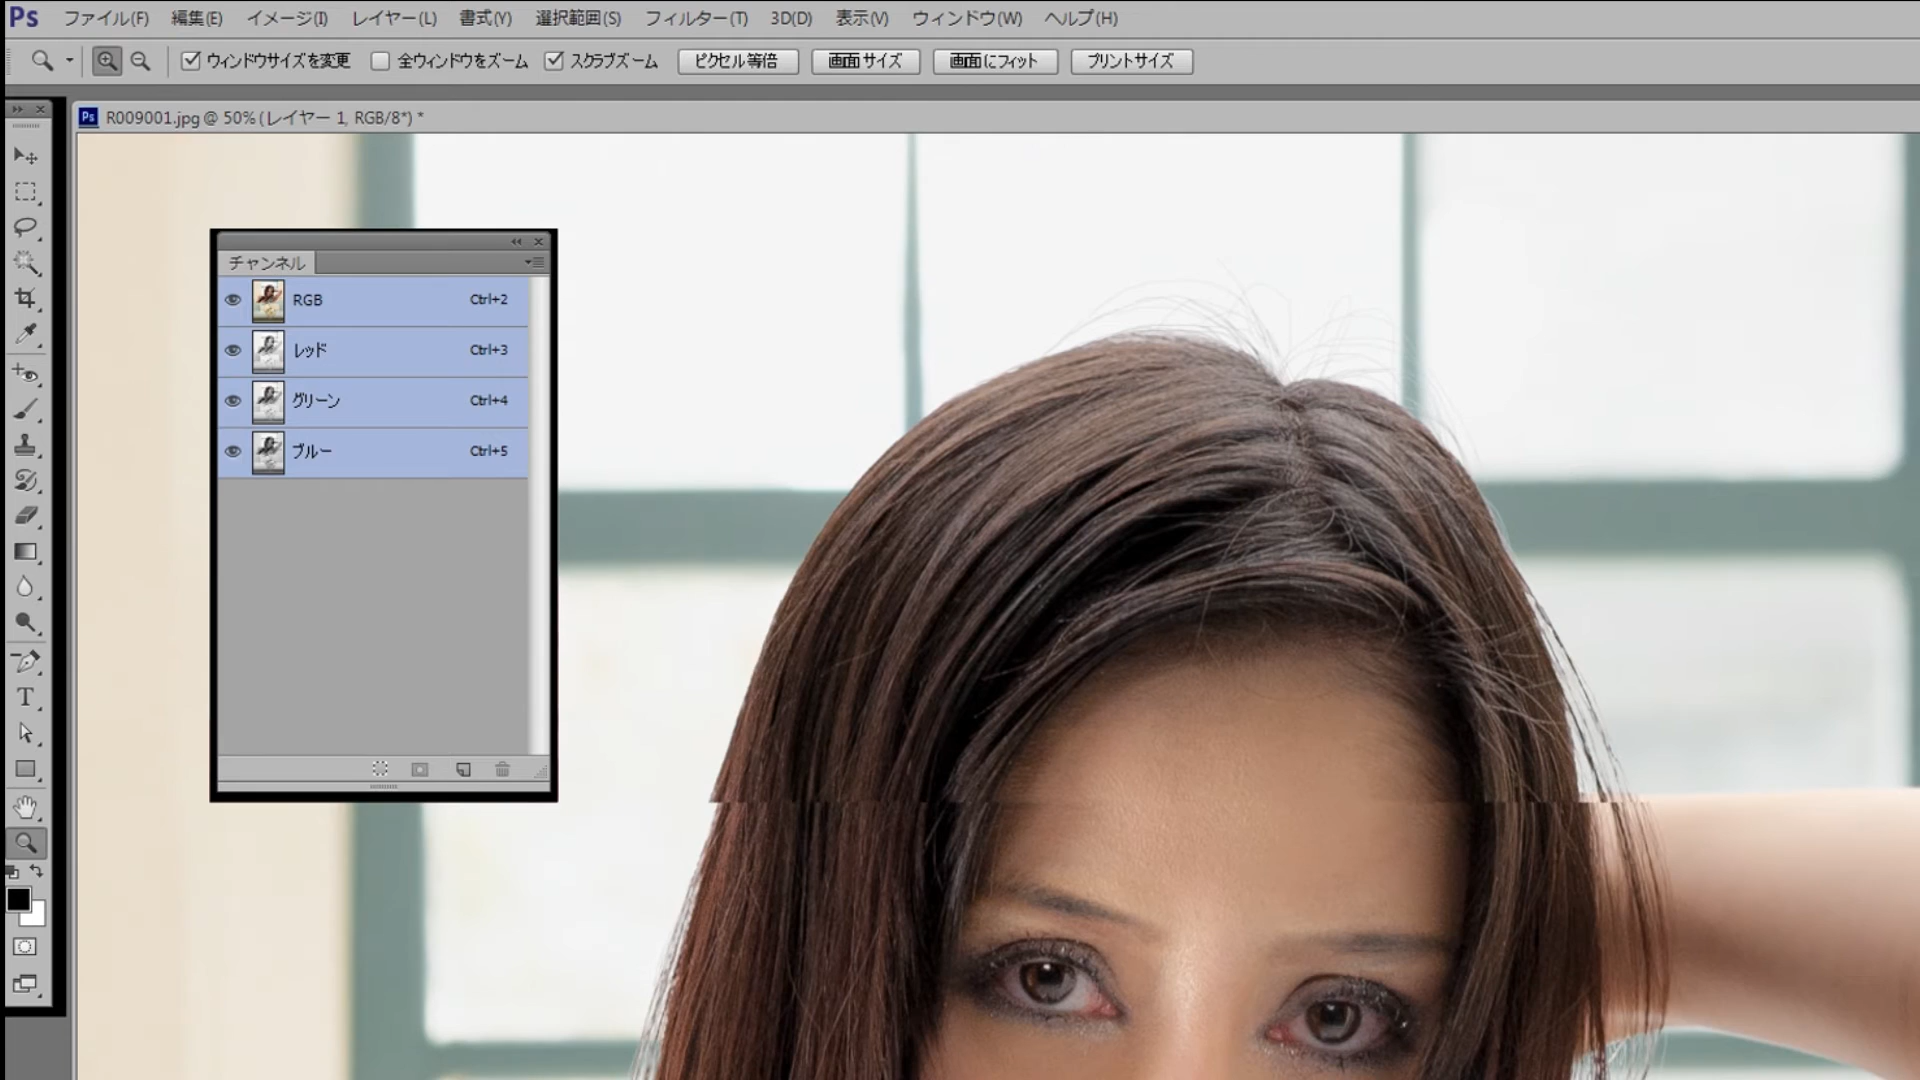 Ps ファイル(F) 編集(E) イメージ(I) レイヤー(L) 書式(Y) 選択範囲(S) フィルター(T) 3D(D) 表示(V) ウィンドウ(W) ヘルプ(H)
ウィンドウサイズを変更 全ウィンドウをズーム スクラブズーム ピクセル等倍 画面サイズ 画面にフィット プリントサイズ
Ps R009001.jpg @ 50% (レイヤー 1, RGB/8*) *
チャンネル
RGB Ctrl+2
レッド Ctrl+3
グリーン Ctrl+4
ブルー Ctrl+5
T